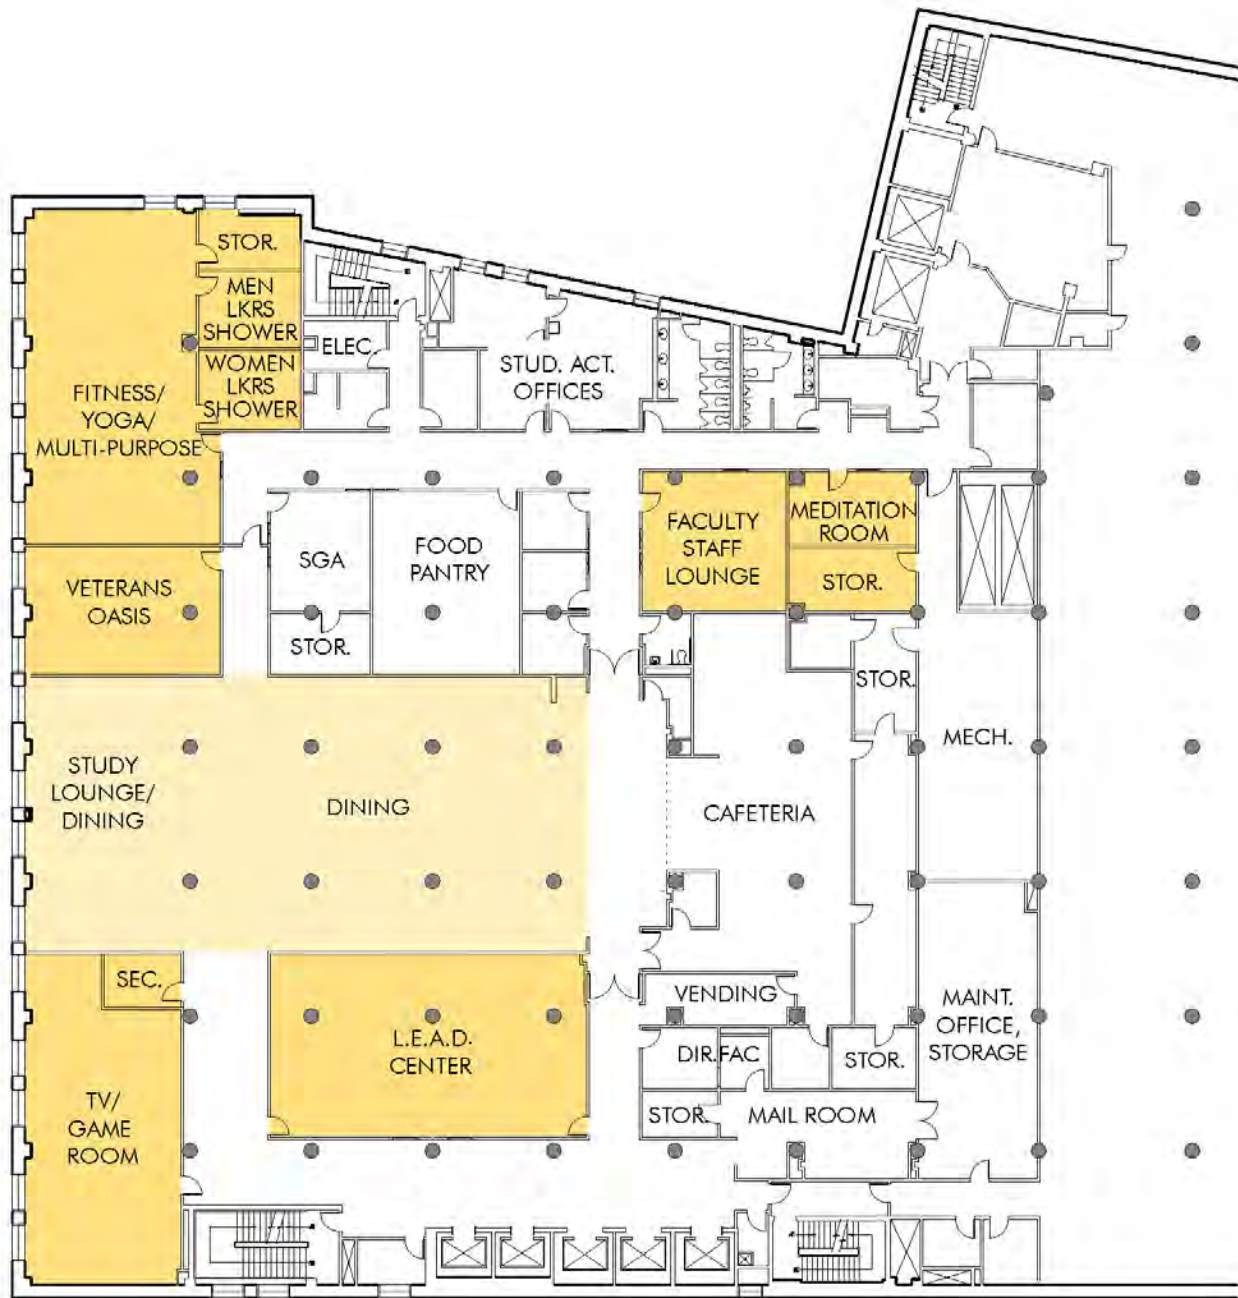 STOR.
MEN
LKRS
SHOWER
WOMEN
LKRS
SHOWER
ELEC.
STUD. ACT.
OFFICES
FITNESS/
YOGA/
MULTI-PURPOSE
VETERANS
OASIS
SGA
FOOD
PANTRY
STOR.
FACULTY
STAFF
LOUNGE
MEDITATION
ROOM
STOR.
STOR.
MECH.
STUDY
LOUNGE/
DINING
DINING
CAFETERIA
SEC.
L.E.A.D.
CENTER
VENDING
MAINT.
OFFICE,
STORAGE
DIR.
FAC
STOR.
TV/
GAME
ROOM
STOR.
MAIL ROOM